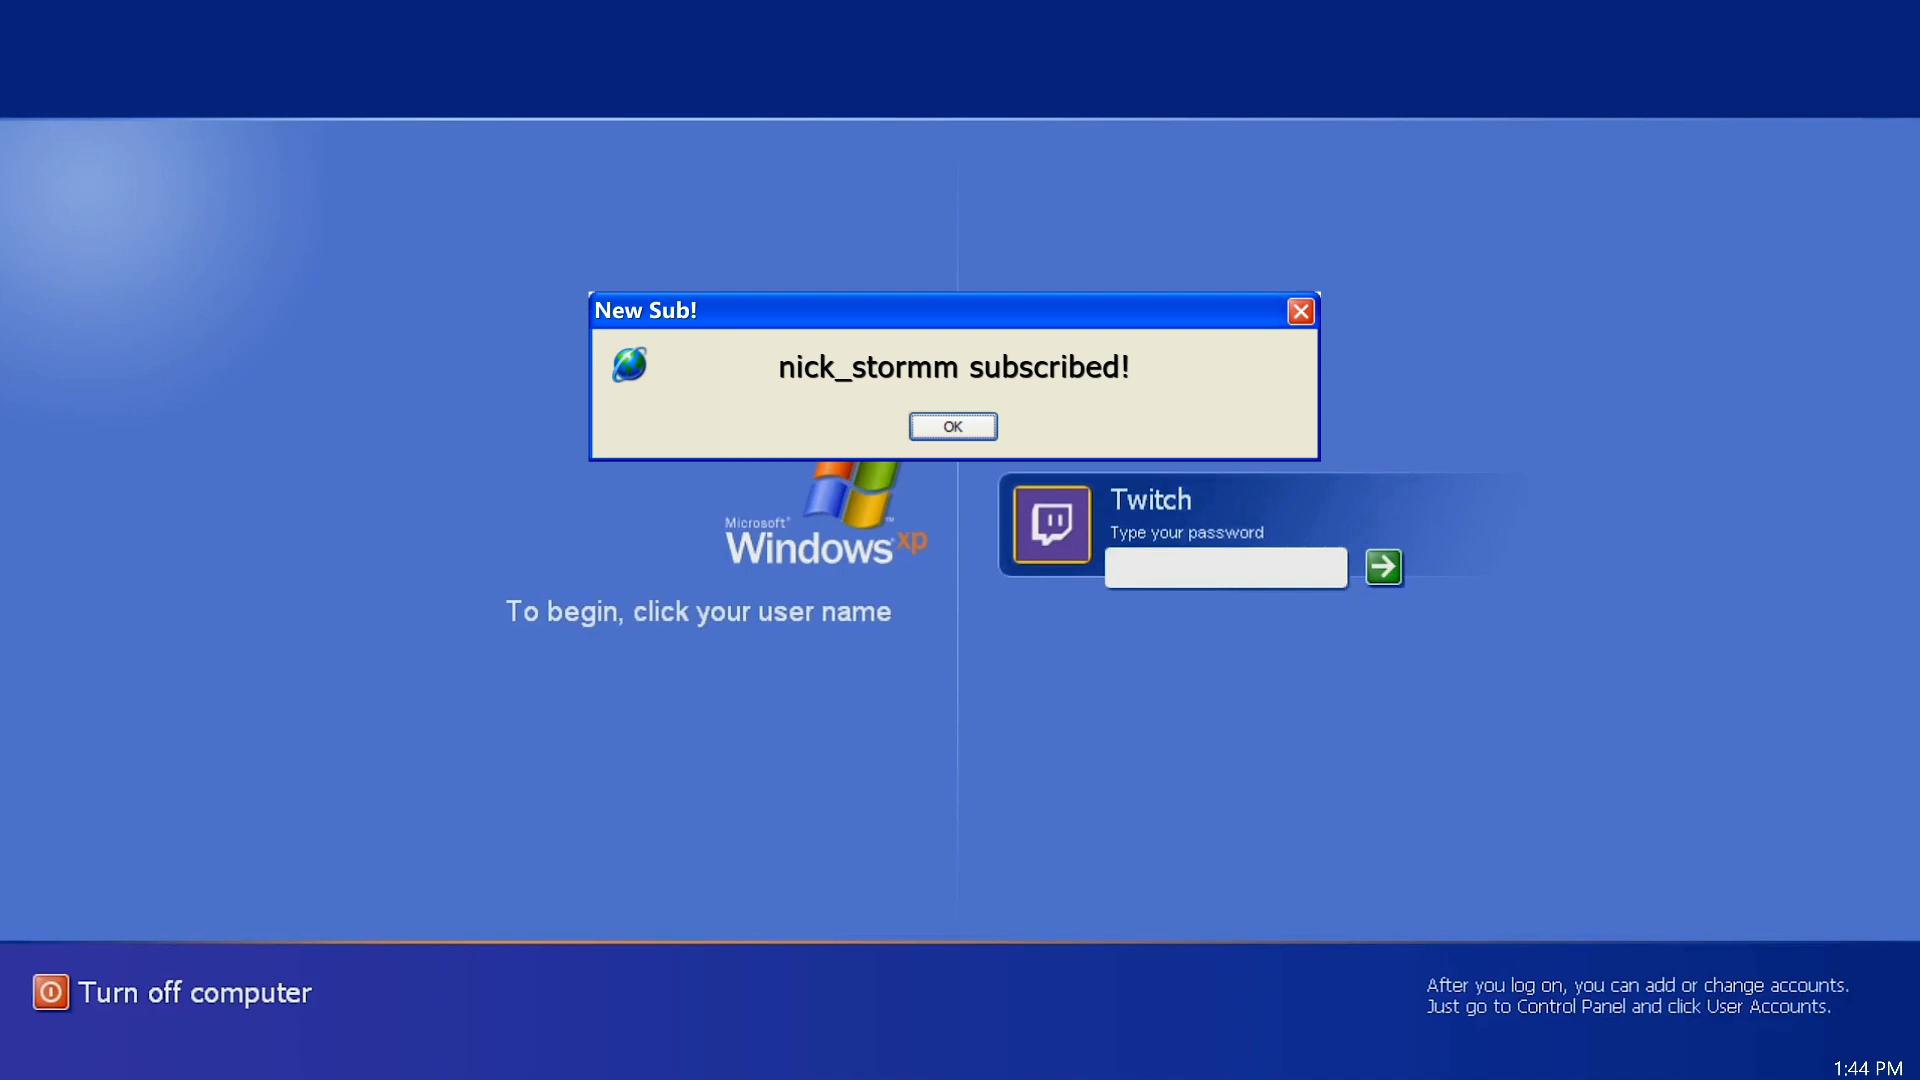 New Sub!
nick_stormm subscribed!
OK
Microsoft®
Windows xp™
To begin, click your user name
Twitch
Type your password
Turn off computer
After you log on, you can add or change accounts.
Just go to Control Panel and click User Accounts.
1:44 PM